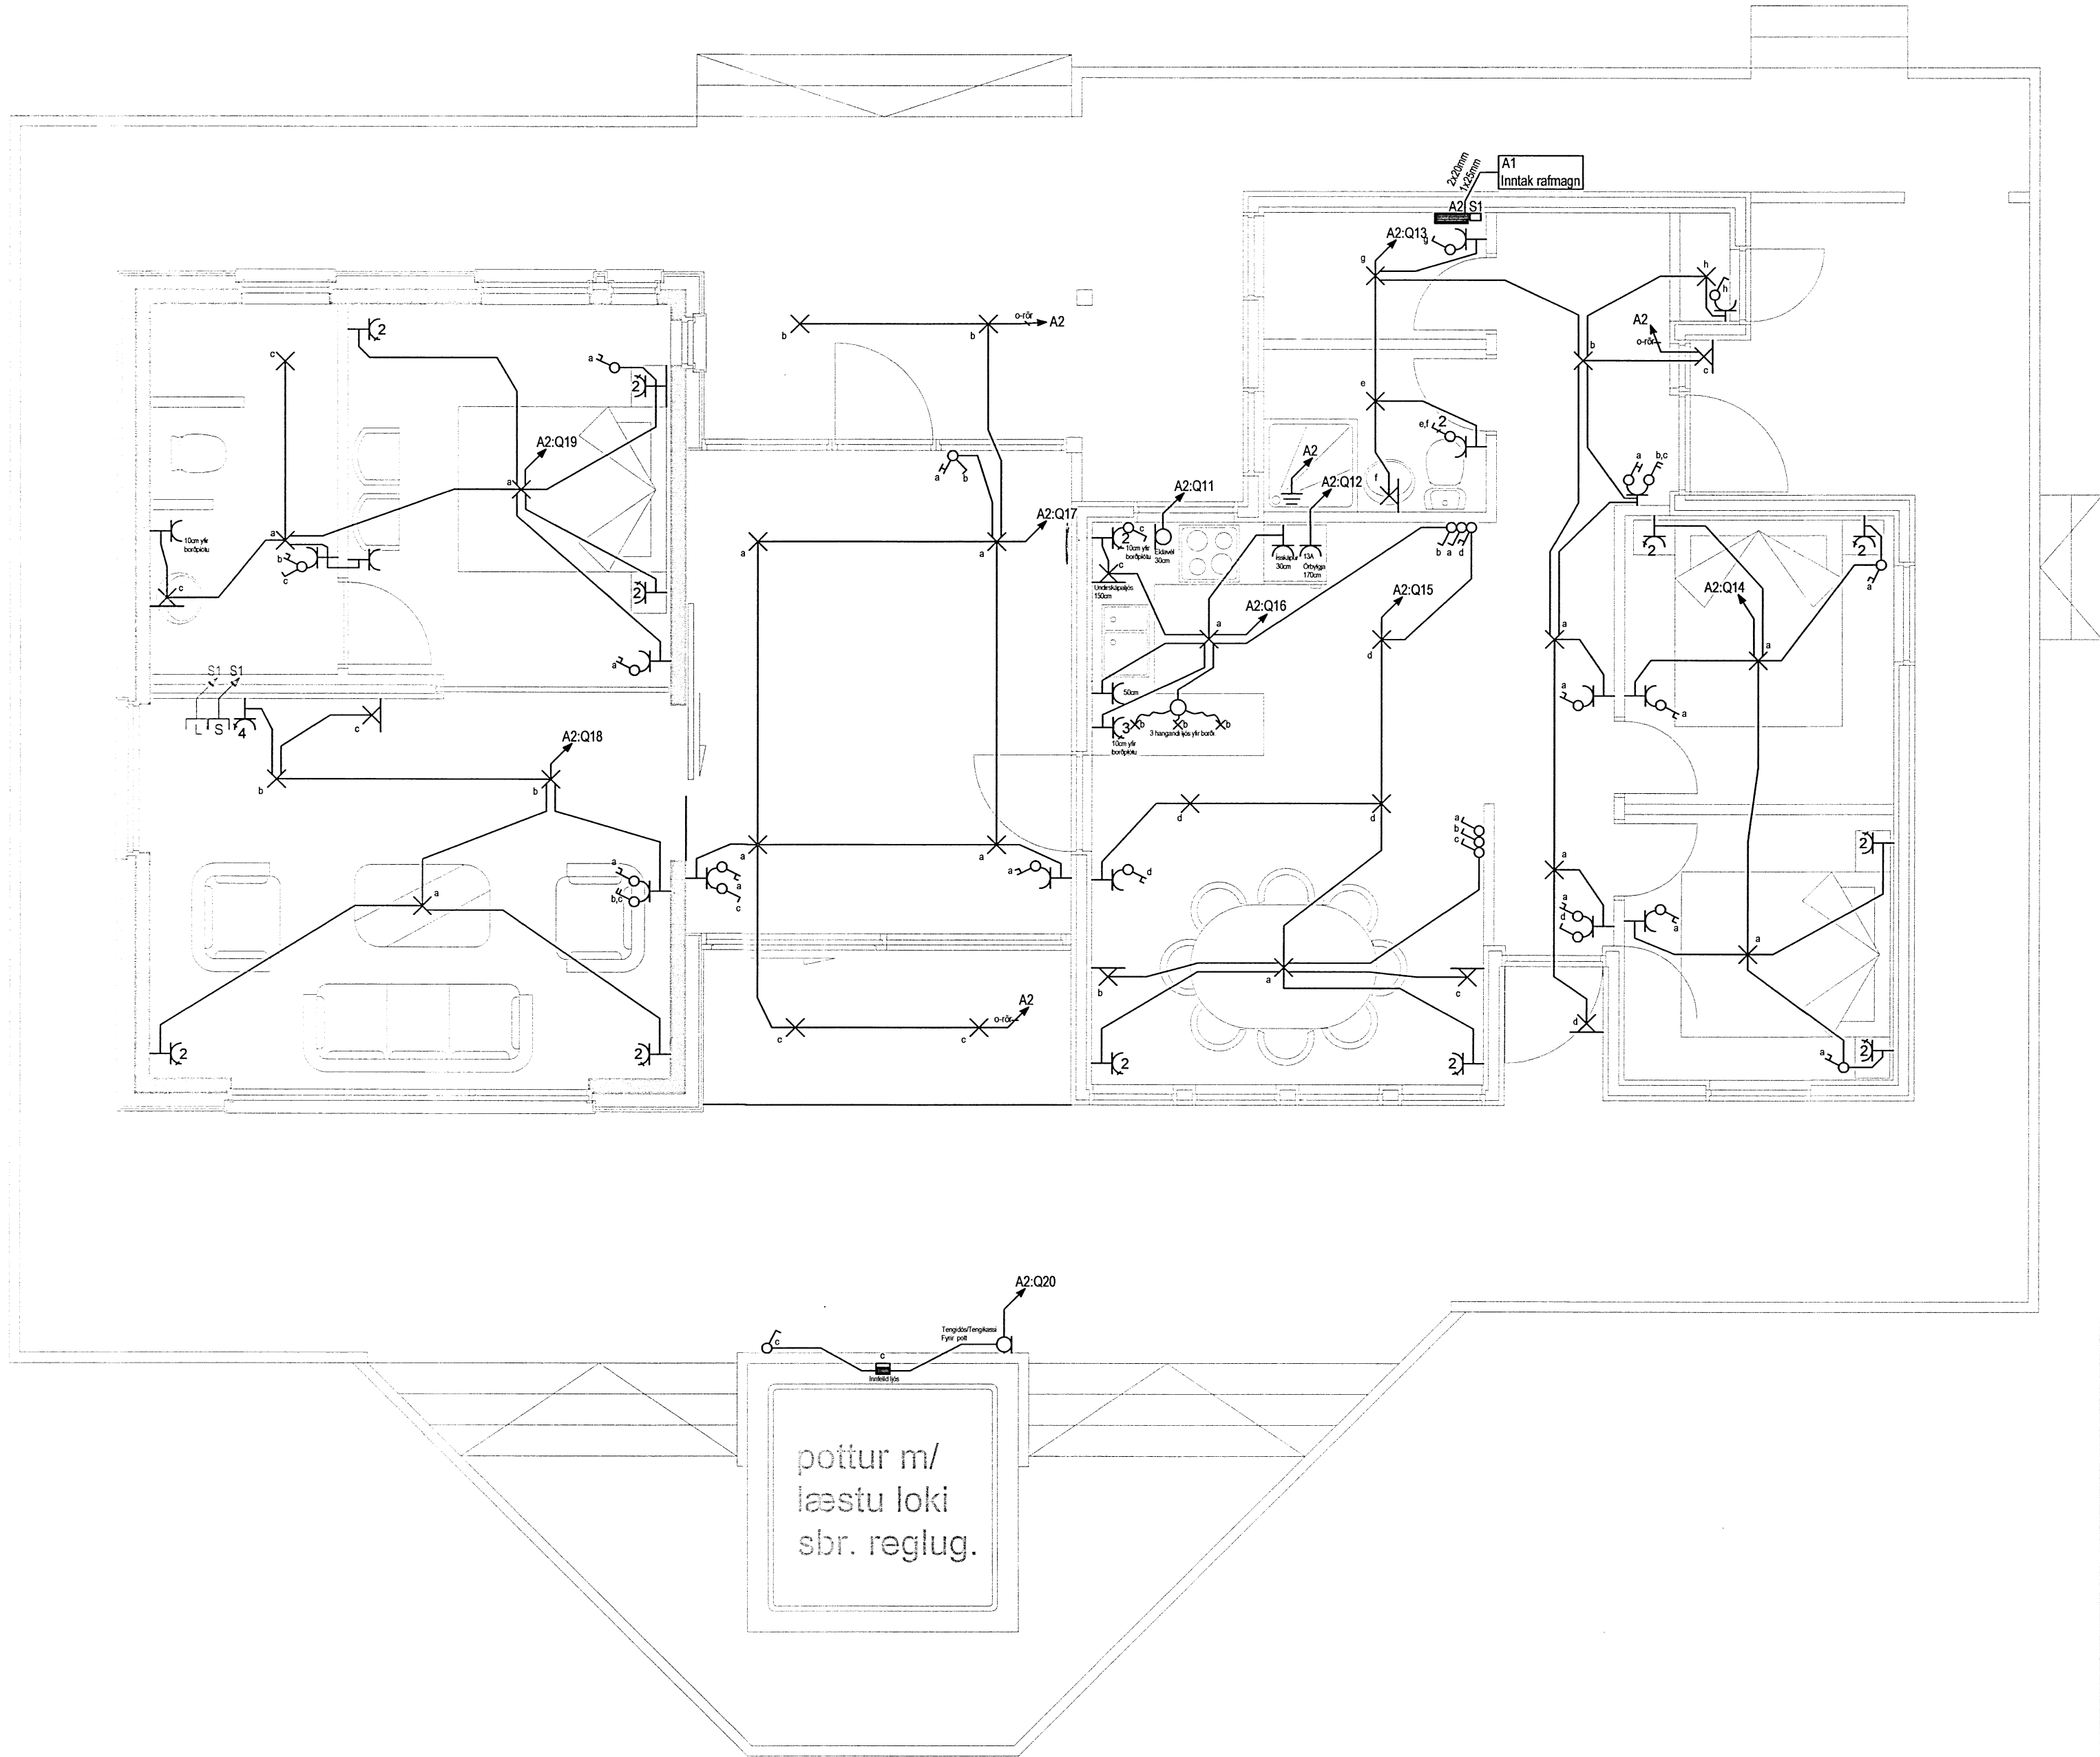 2x20mm
1x25mm
A1
Inntak rafmagn
A2 S1
A2:Q13
g
g
h
h
A2
o-rör
b
c
b
b
o-rör
A2
2
c
a
2
A2:Q19
a
a
b
c
10cm yfir
borðplötu
c
2
a
e
e,f
2
f
A2
a
b
A2:Q17
a
a
A2:Q11
A2:Q12
2
c
10cm yfir
borðplötu
Eldavél
30cm
Ísskápur
30cm
13A
Örbylgja
170cm
b a d
c
Undirskápaljós
150cm
A2:Q16
a
A2:Q15
d
50cm
3
10cm yfir
borðplötu
b
b
b
3 hangandi ljós yfir borði
a
b,c
2
2
a
A2:Q14
a
a
a
a
S1 S1
L S 4
c
A2:Q18
b
b
a
a
b,c
2
2
a
a
a
c
a
d
d
d
a
b
c
b
a
c
2
2
c
c
o-rör
A2
a
a
d
a
d
2
a
a
2
A2:Q20
Tengidós/Tengikassi
Fyrir pott
c
c
Innfelld ljós
pottur m/
læstu loki
sbr. reglug.